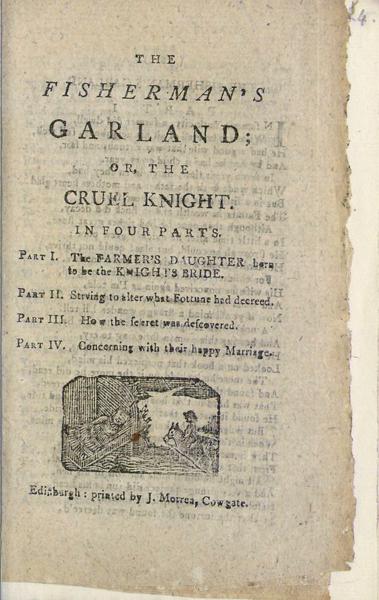 4.
THE
FISHERMAN'S
GARLAND;
OR, THE
CRUEL KNIGHT.
IN FOUR PARTS.
PART I. The FARMER'S DAUGHTER born
to be the KNIGHT'S BRIDE.
PART II. Striving to alter what Fortune had decreed.
PART III. How the secret was descovered.
PART IV. Concerning with their happy Marriage.
Edinburgh: printed by J. Morren, Cowgate.